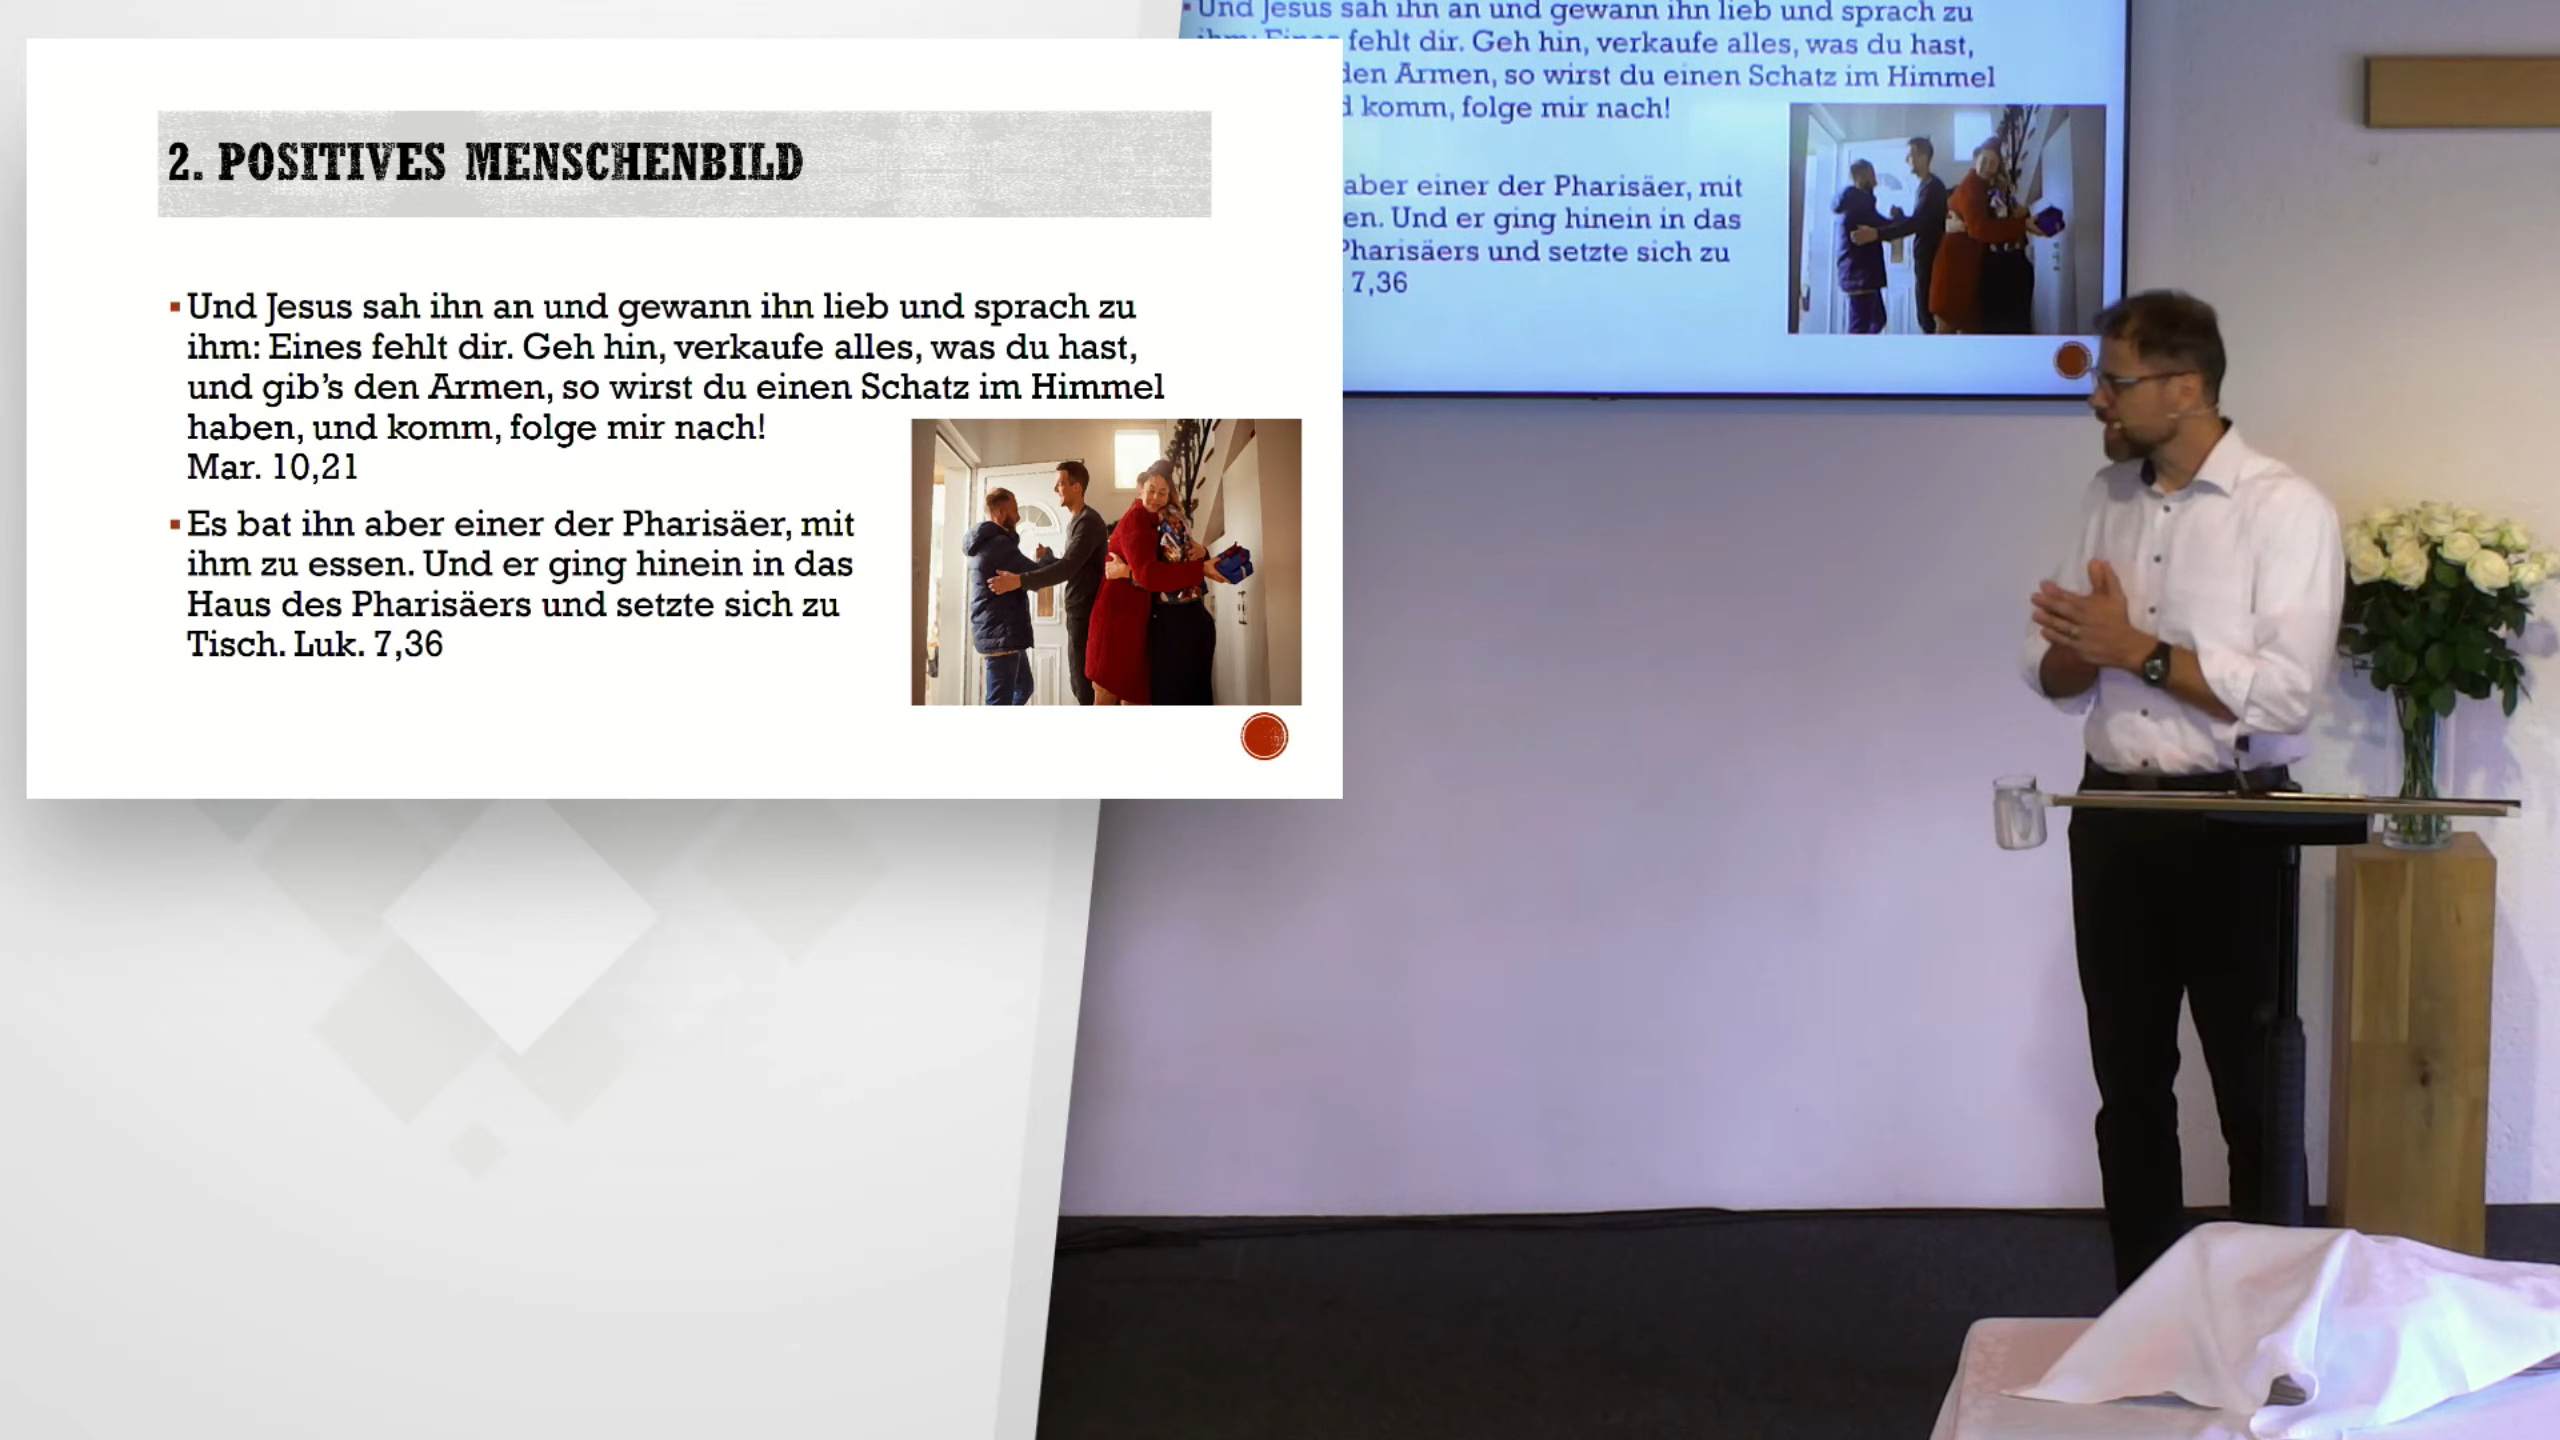 2. POSITIVES MENSCHENBILD
Und Jesus sah ihn an und gewann ihn lieb und sprach zu
ihm: Eines fehlt dir. Geh hin, verkaufe alles, was du hast,
und gib’s den Armen, so wirst du einen Schatz im Himmel
haben, und komm, folge mir nach!
Mar. 10,21
Es bat ihn aber einer der Pharisäer, mit
ihm zu essen. Und er ging hinein in das
Haus des Pharisäers und setzte sich zu
Tisch. Luk. 7,36
Und Jesus sah ihn an und gewann ihn lieb und sprach zu
ihm: Eines fehlt dir. Geh hin, verkaufe alles, was du hast,
den Armen, so wirst du einen Schatz im Himmel
komm, folge mir nach!
aber einer der Pharisäer, mit
en. Und er ging hinein in das
Pharisäers und setzte sich zu
7,36